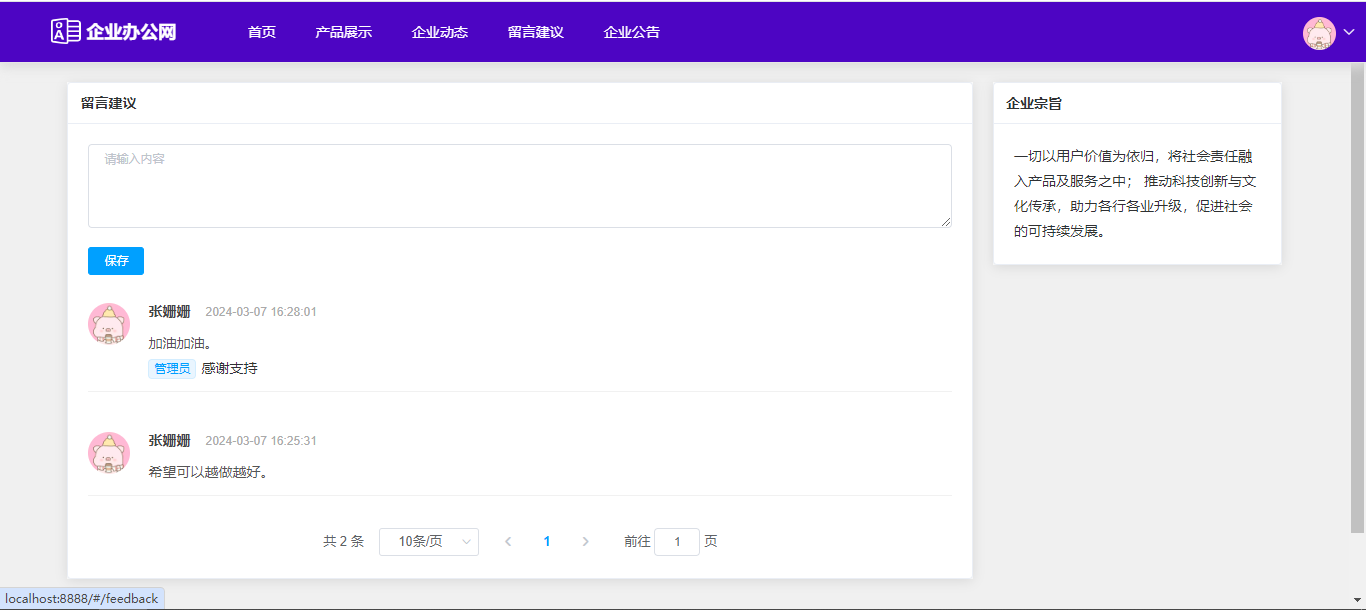 企业办公网 首页 产品展示 企业动态 留言建议 企业公告
留言建议
请输入内容
保存
张姗姗 2024-03-07 16:28:01
加油加油。
管理员 感谢支持
张姗姗 2024-03-07 16:25:31
希望可以越做越好。
共 2 条 10条/页 1 前往 1 页
企业宗旨
一切以用户价值为依归，将社会责任融
入产品及服务之中； 推动科技创新与文
化传承，助力各行各业升级，促进社会
的可持续发展。
localhost:8888/#/feedback